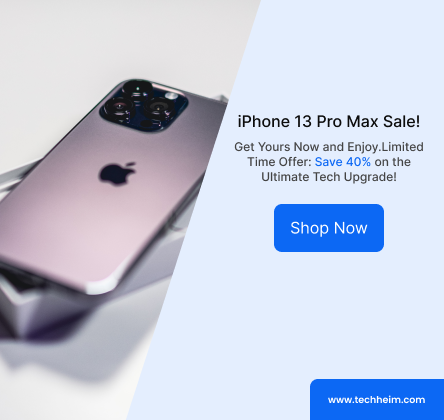 iPhone 13 Pro Max Sale!
Get Yours Now and Enjoy.Limited
Time Offer: Save 40% on the
Ultimate Tech Upgrade!
Shop Now
www.techheim.com